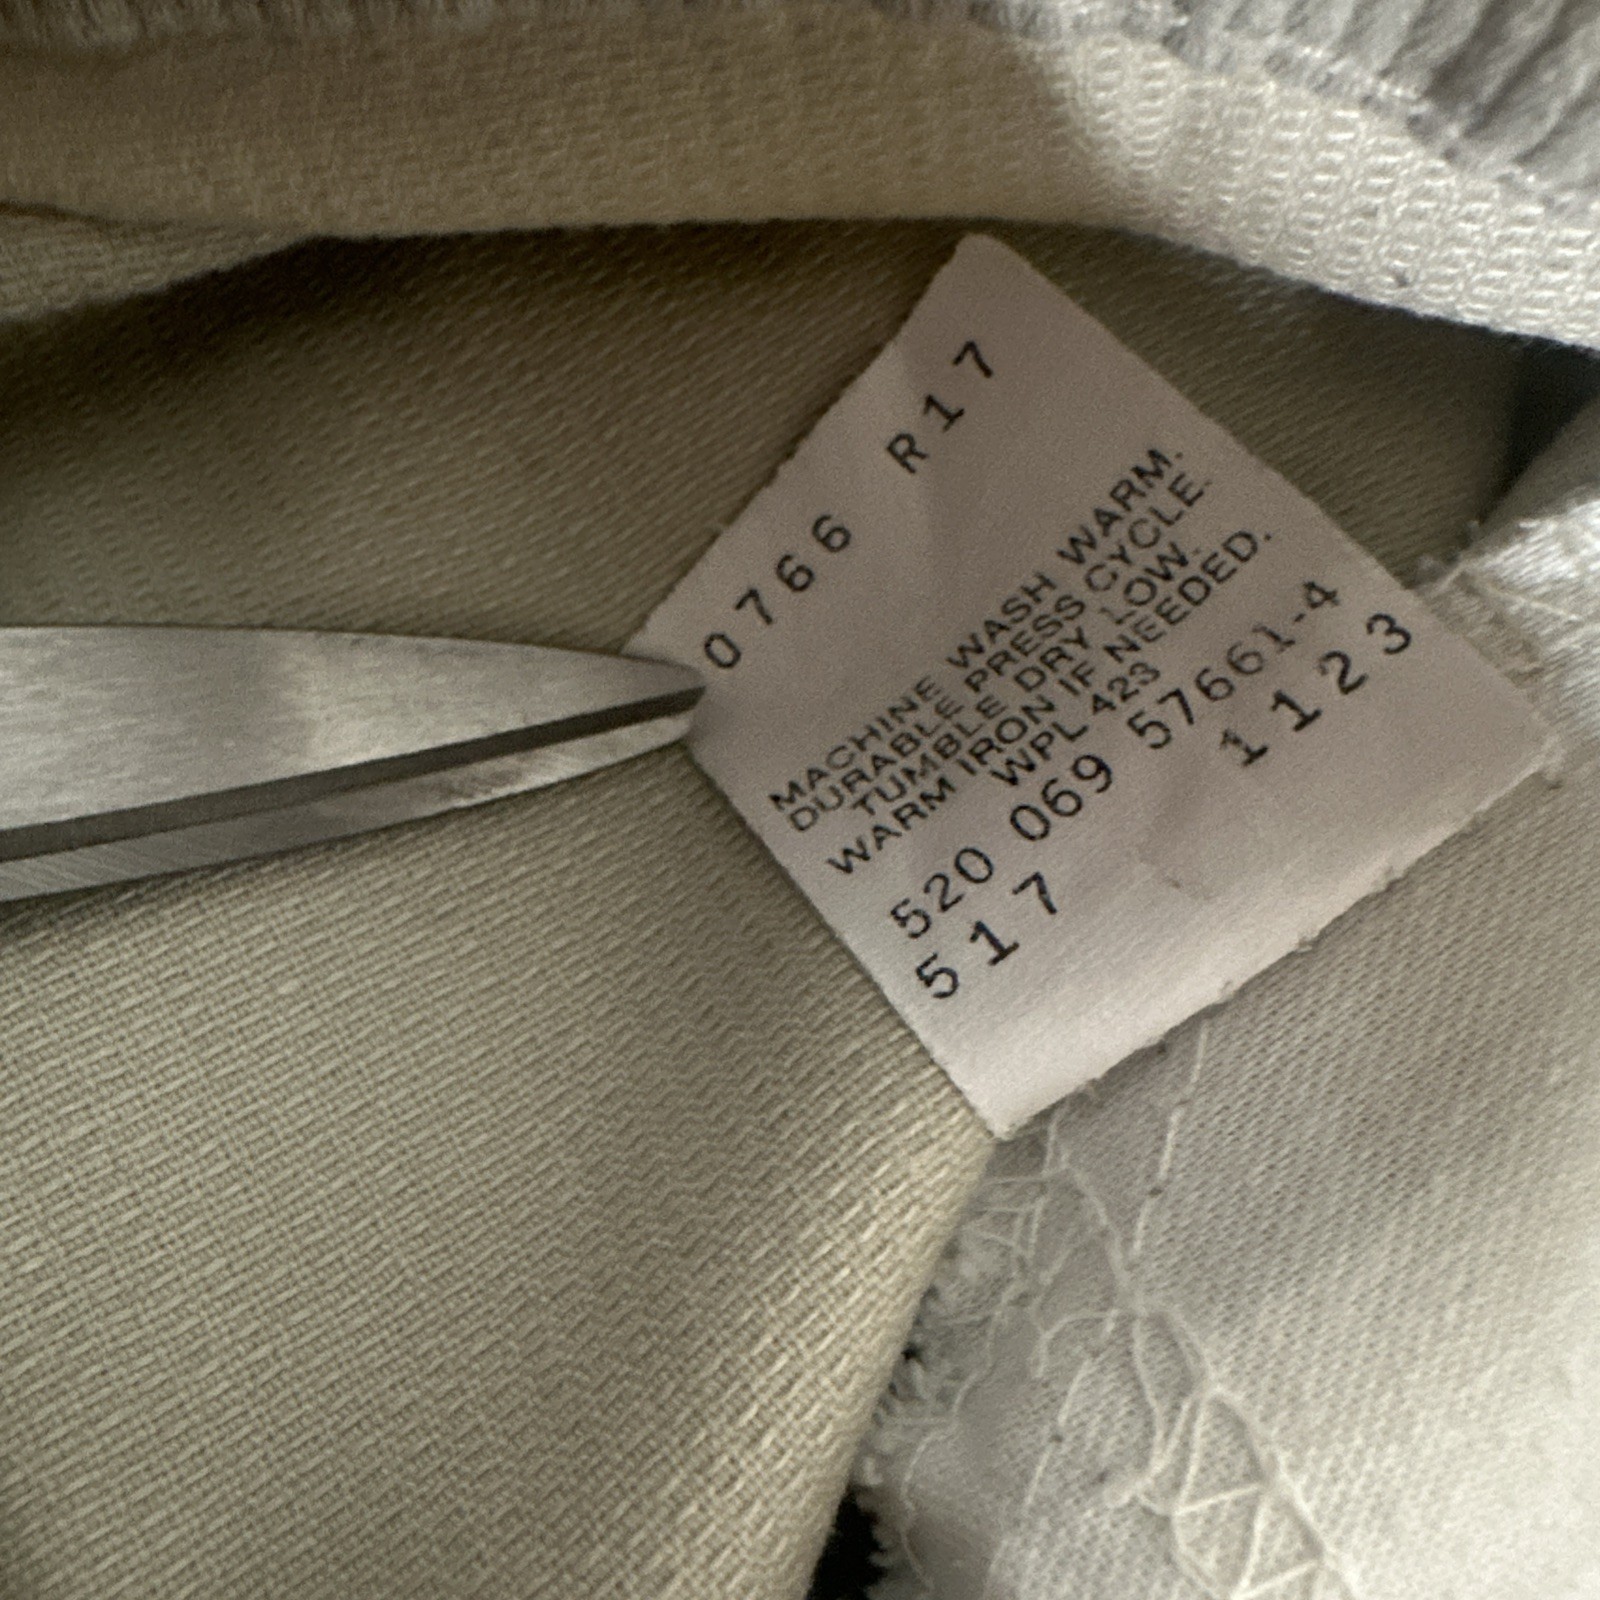 0766 R17
MACHINE WASH WARM.
DURABLE PRESS CYCLE.
TUMBLE DRY LOW.
WARM IRON IF NEEDED.
WPL 423
520 069 57661-4
517 1123